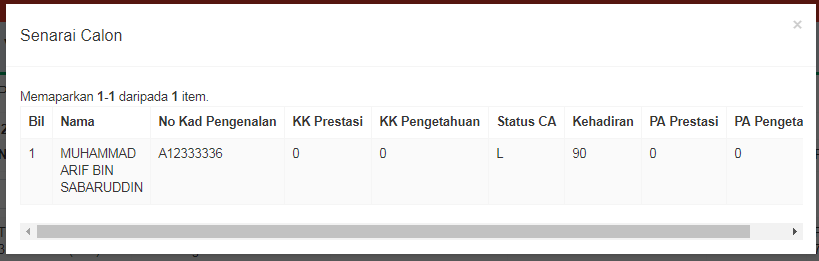 Senarai Calon
×
Memaparkan 1-1 daripada 1 item.
Bil Nama No Kad Pengenalan KK Prestasi KK Pengetahuan Status CA Kehadiran PA Prestasi PA Pengeta
1 MUHAMMAD A12333336 0 0 L 90 0 0
ARIF BIN
SABARUDDIN